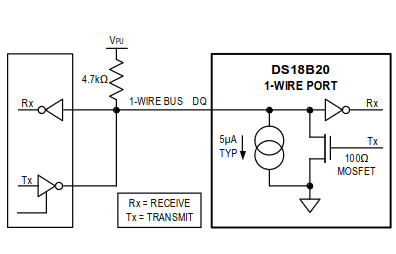 VPU
4.7kΩ
DS18B20
1-WIRE PORT
Rx
1-WIRE BUS DQ
Rx
5µA
TYP
Tx
100Ω
MOSFET
Tx
Rx = RECEIVE
Tx = TRANSMIT